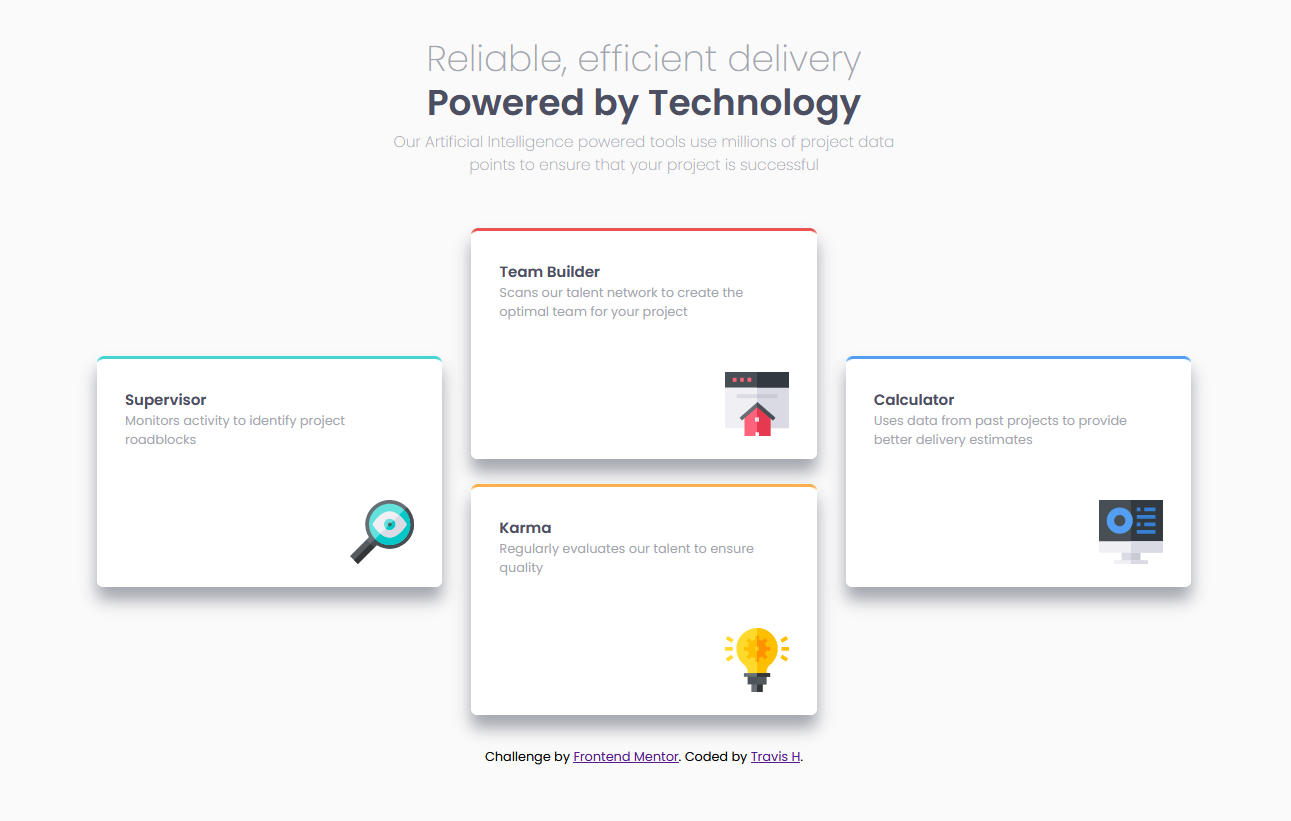 Reliable, efficient delivery
Powered by Technology
Our Artificial Intelligence powered tools use millions of project data
points to ensure that your project is successful
Team Builder
Scans our talent network to create the
optimal team for your project
Supervisor
Monitors activity to identify project
roadblocks
Calculator
Uses data from past projects to provide
better delivery estimates
Karma
Regularly evaluates our talent to ensure
quality
Challenge by Frontend Mentor. Coded by Travis H.